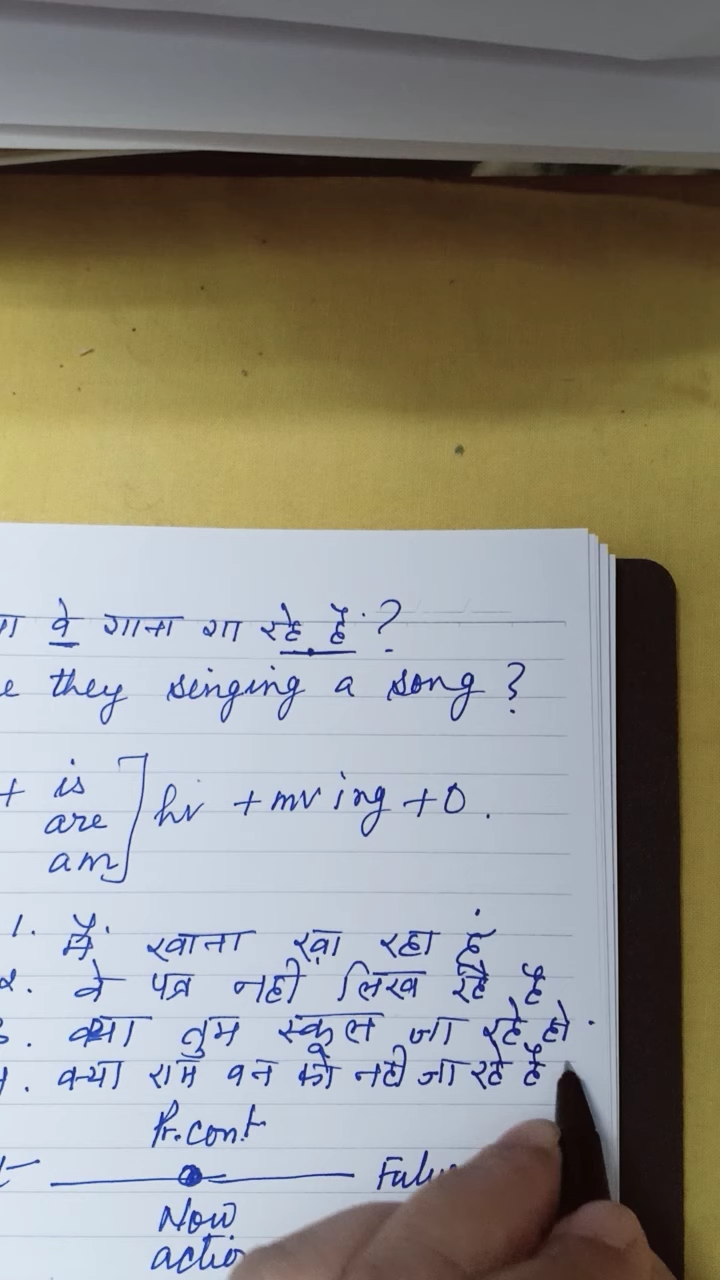 वे गाना गा रहे हैं ?
they singing a song ?
+ is
are ] hv + mv ing + O .
am
1. मैं खाना खा रहा हूं
2. वे पत्र नही लिख रहे है
3. क्या तुम स्कूल जा रहे हो .
4. क्या राम वन को नही जा रहे है
Pr. cont
Now